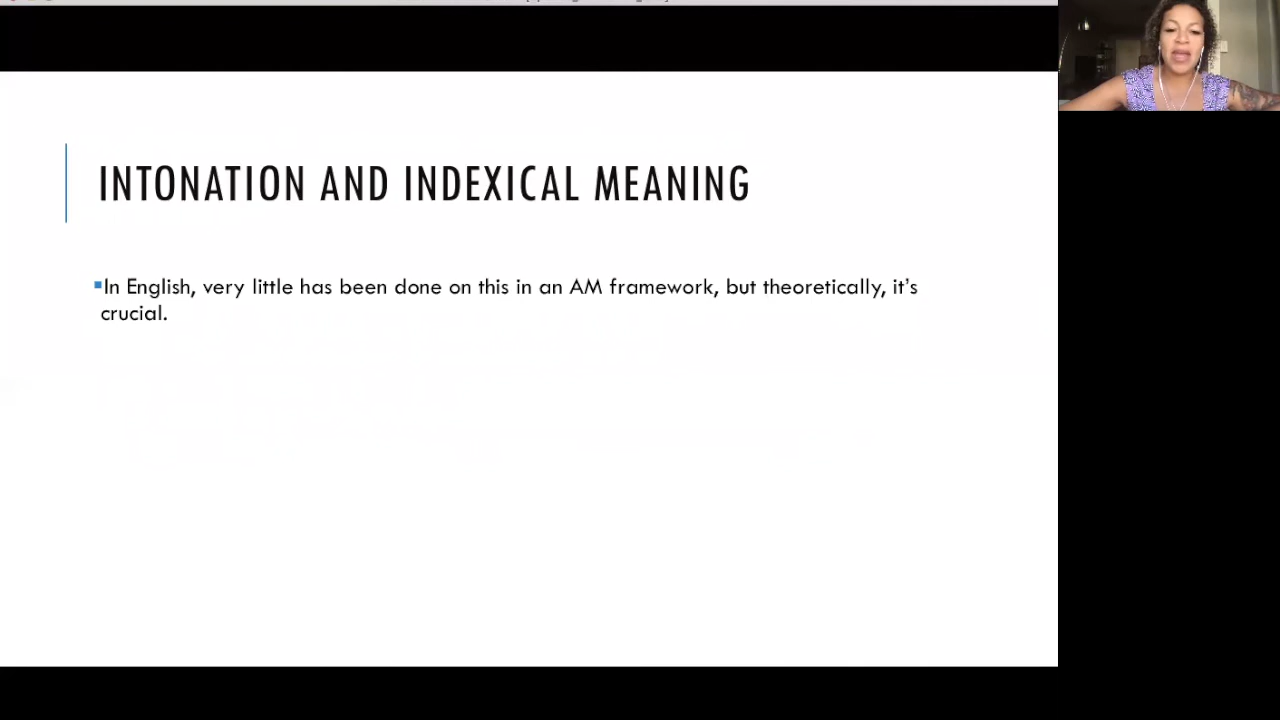 INTONATION AND INDEXICAL MEANING
▪In English, very little has been done on this in an AM framework, but theoretically, it's
crucial.